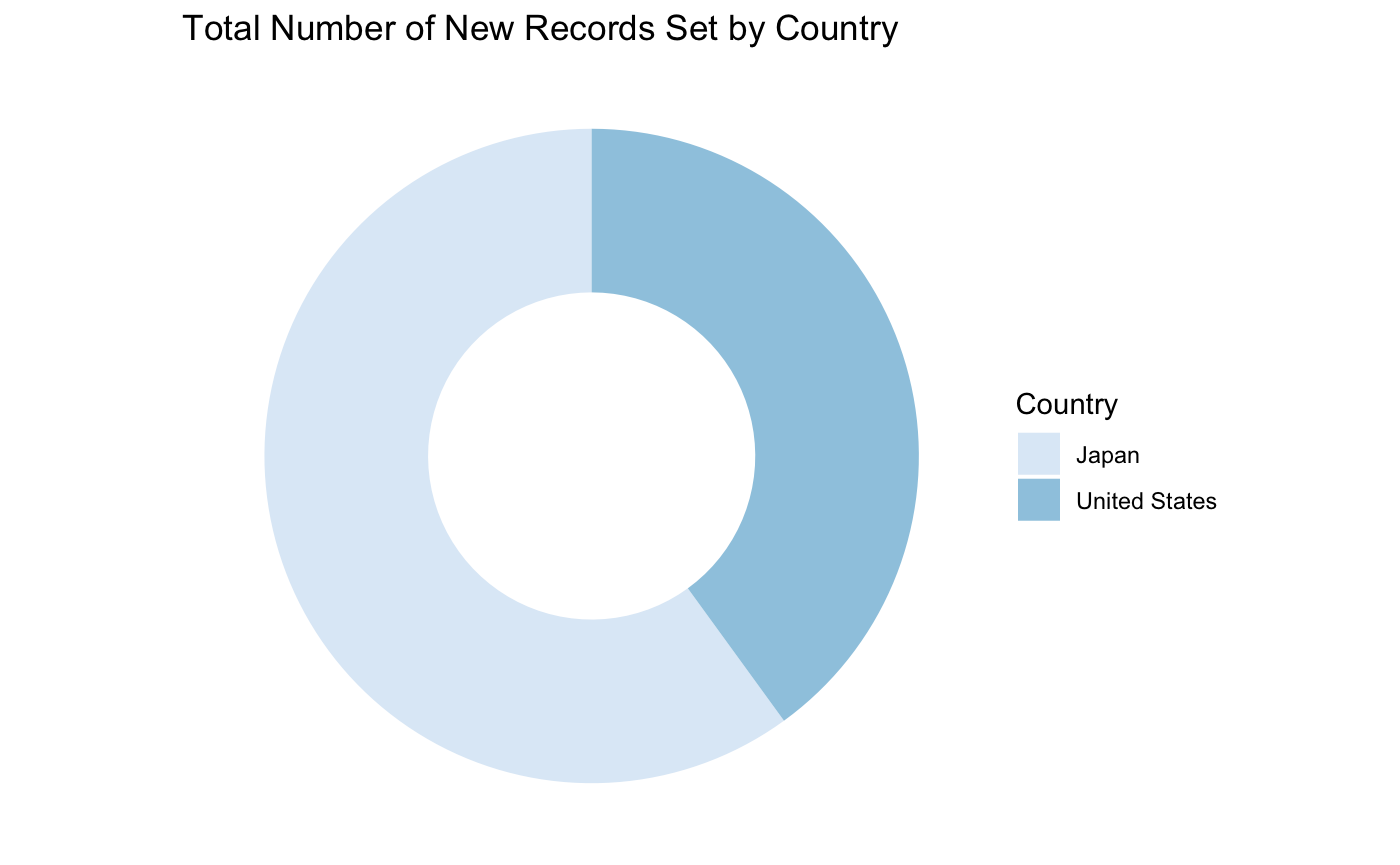 Total Number of New Records Set by Country
Country
Japan
United States